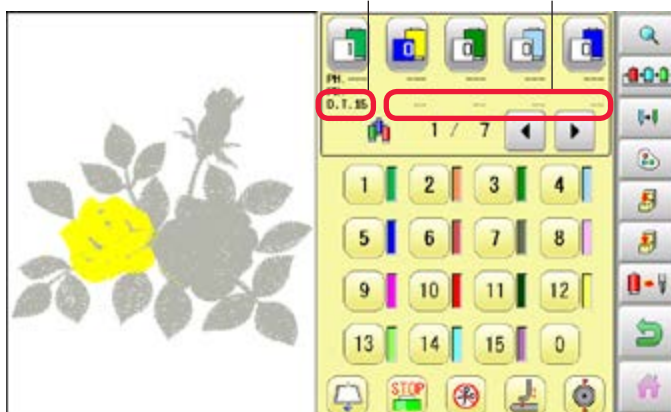 1 0 0 0 0
PH. --- --- --- --- ---
D.T.15 -- -- -- --
1 / 7
1 2 3 4
5 6 7 8
9 10 11 12
13 14 15 0
STOP